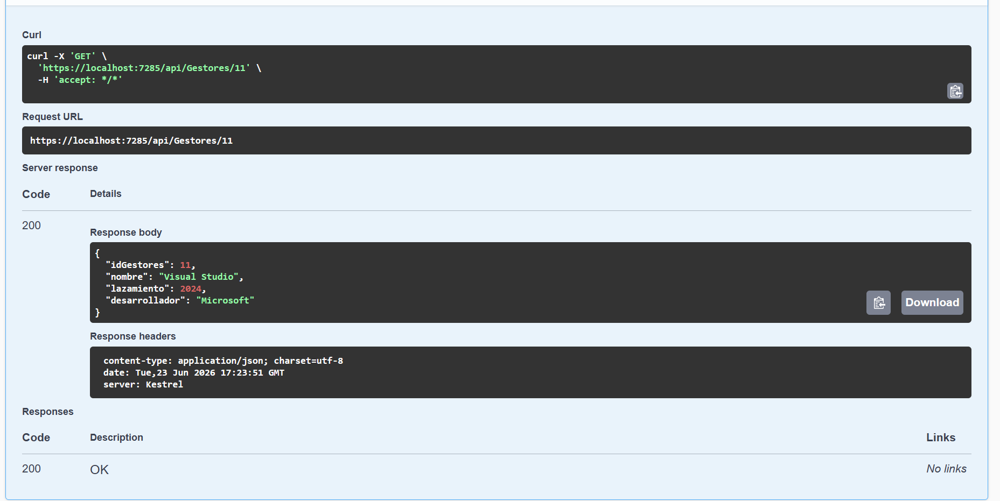 Curl
curl -X 'GET' \
  'https://localhost:7285/api/Gestores/11' \
  -H 'accept: */*'
Request URL
https://localhost:7285/api/Gestores/11
Server response
Code Details
200
Response body
{
  "idGestores": 11,
  "nombre": "Visual Studio",
  "lazamiento": 2024,
  "desarrollador": "Microsoft"
}
Download
Response headers
content-type: application/json; charset=utf-8
date: Tue,23 Jun 2026 17:23:51 GMT
server: Kestrel
Responses
Code Description Links
200 OK No links